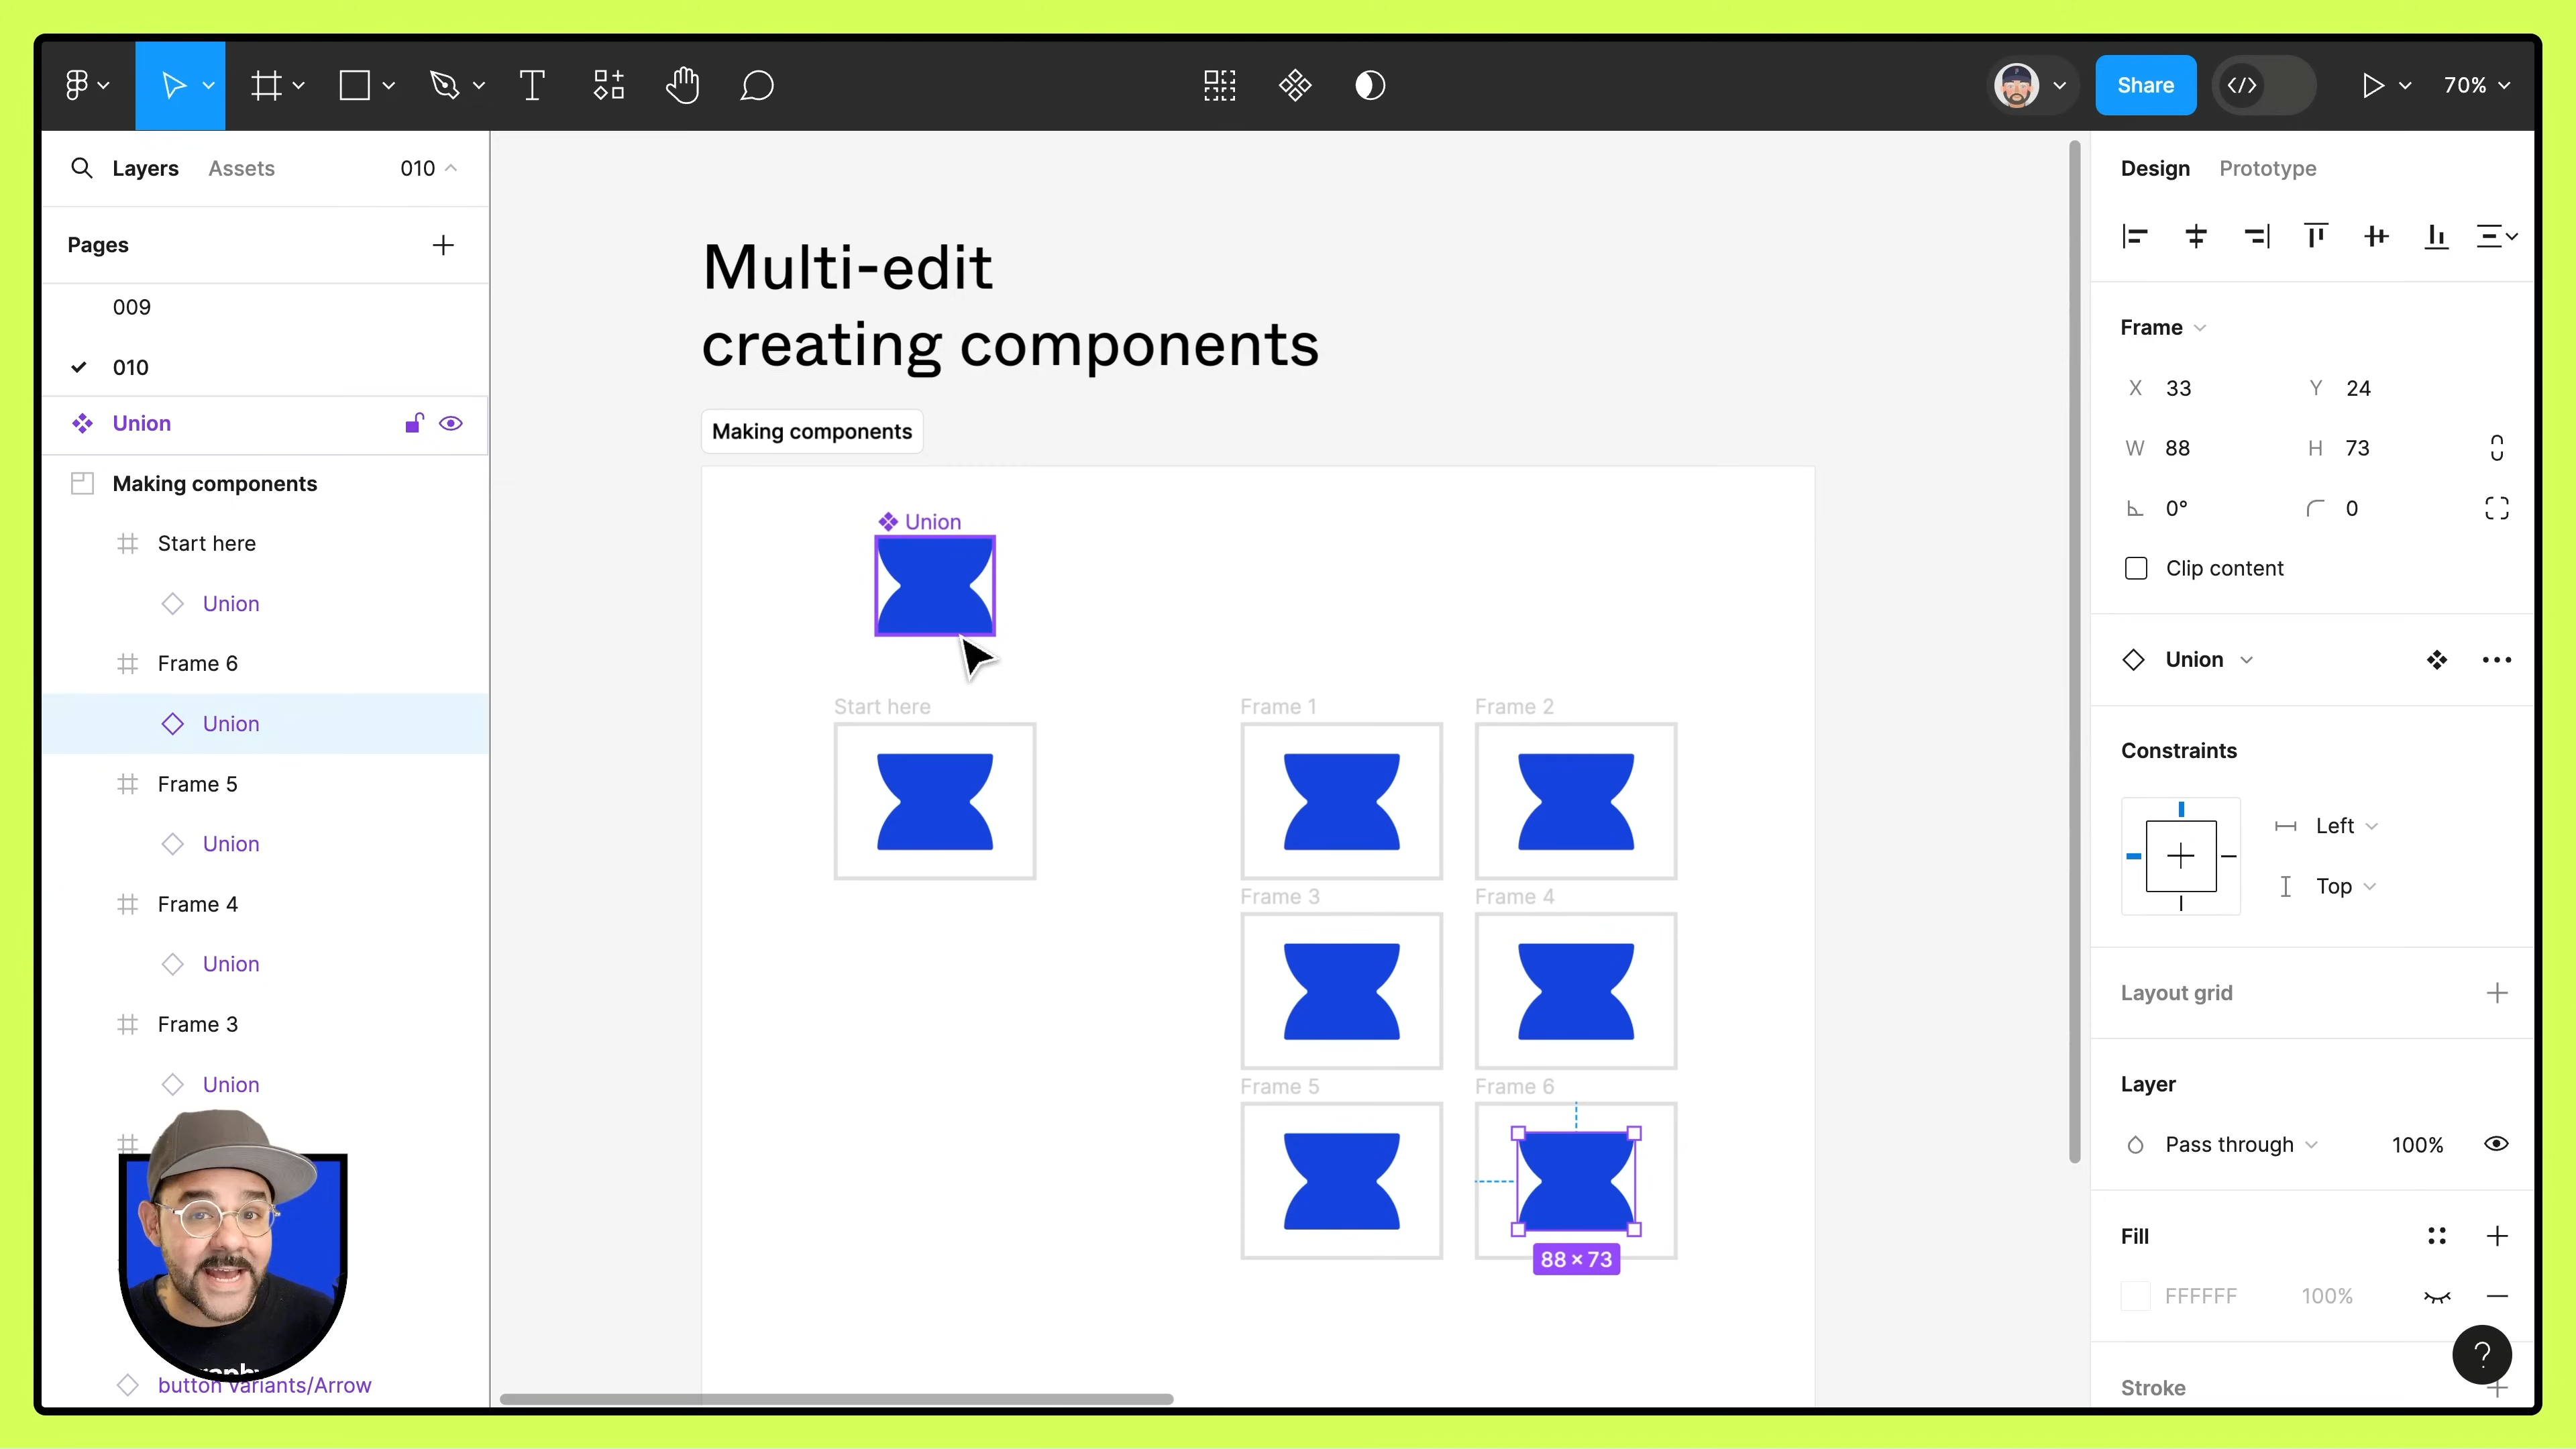 Share
70%
Layers
Assets
010
Pages
009
010
Union
Making components
Start here
Union
Frame 6
Union
Frame 5
Union
Frame 4
Union
Frame 3
Union
button variants/Arrow
Multi-edit
creating components
Making components
Union
Start here
Frame 1
Frame 2
Frame 3
Frame 4
Frame 5
Frame 6
88 × 73
Design
Prototype
Frame
X 33
Y 24
W 88
H 73
0°
0
Clip content
Union
Constraints
Left
Top
Layout grid
Layer
Pass through
100%
Fill
FFFFFF
100%
?
Stroke